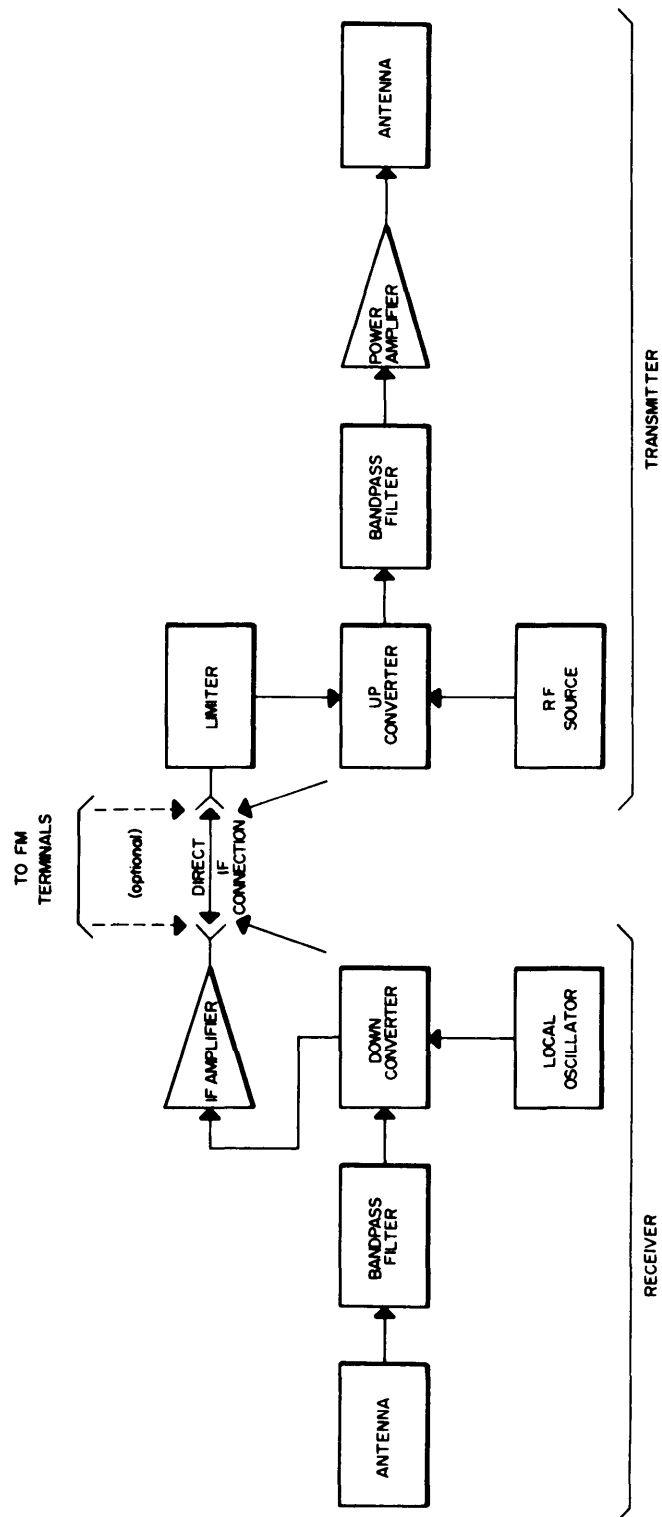 TO FM
TERMINALS
(optional)
DIRECT
IF
CONNECTION
IF AMPLIFIER
LIMITER
ANTENNA
BANDPASS
FILTER
DOWN
CONVERTER
UP
CONVERTER
BANDPASS
FILTER
POWER
AMPLIFIER
ANTENNA
LOCAL
OSCILLATOR
RF
SOURCE
RECEIVER
TRANSMITTER